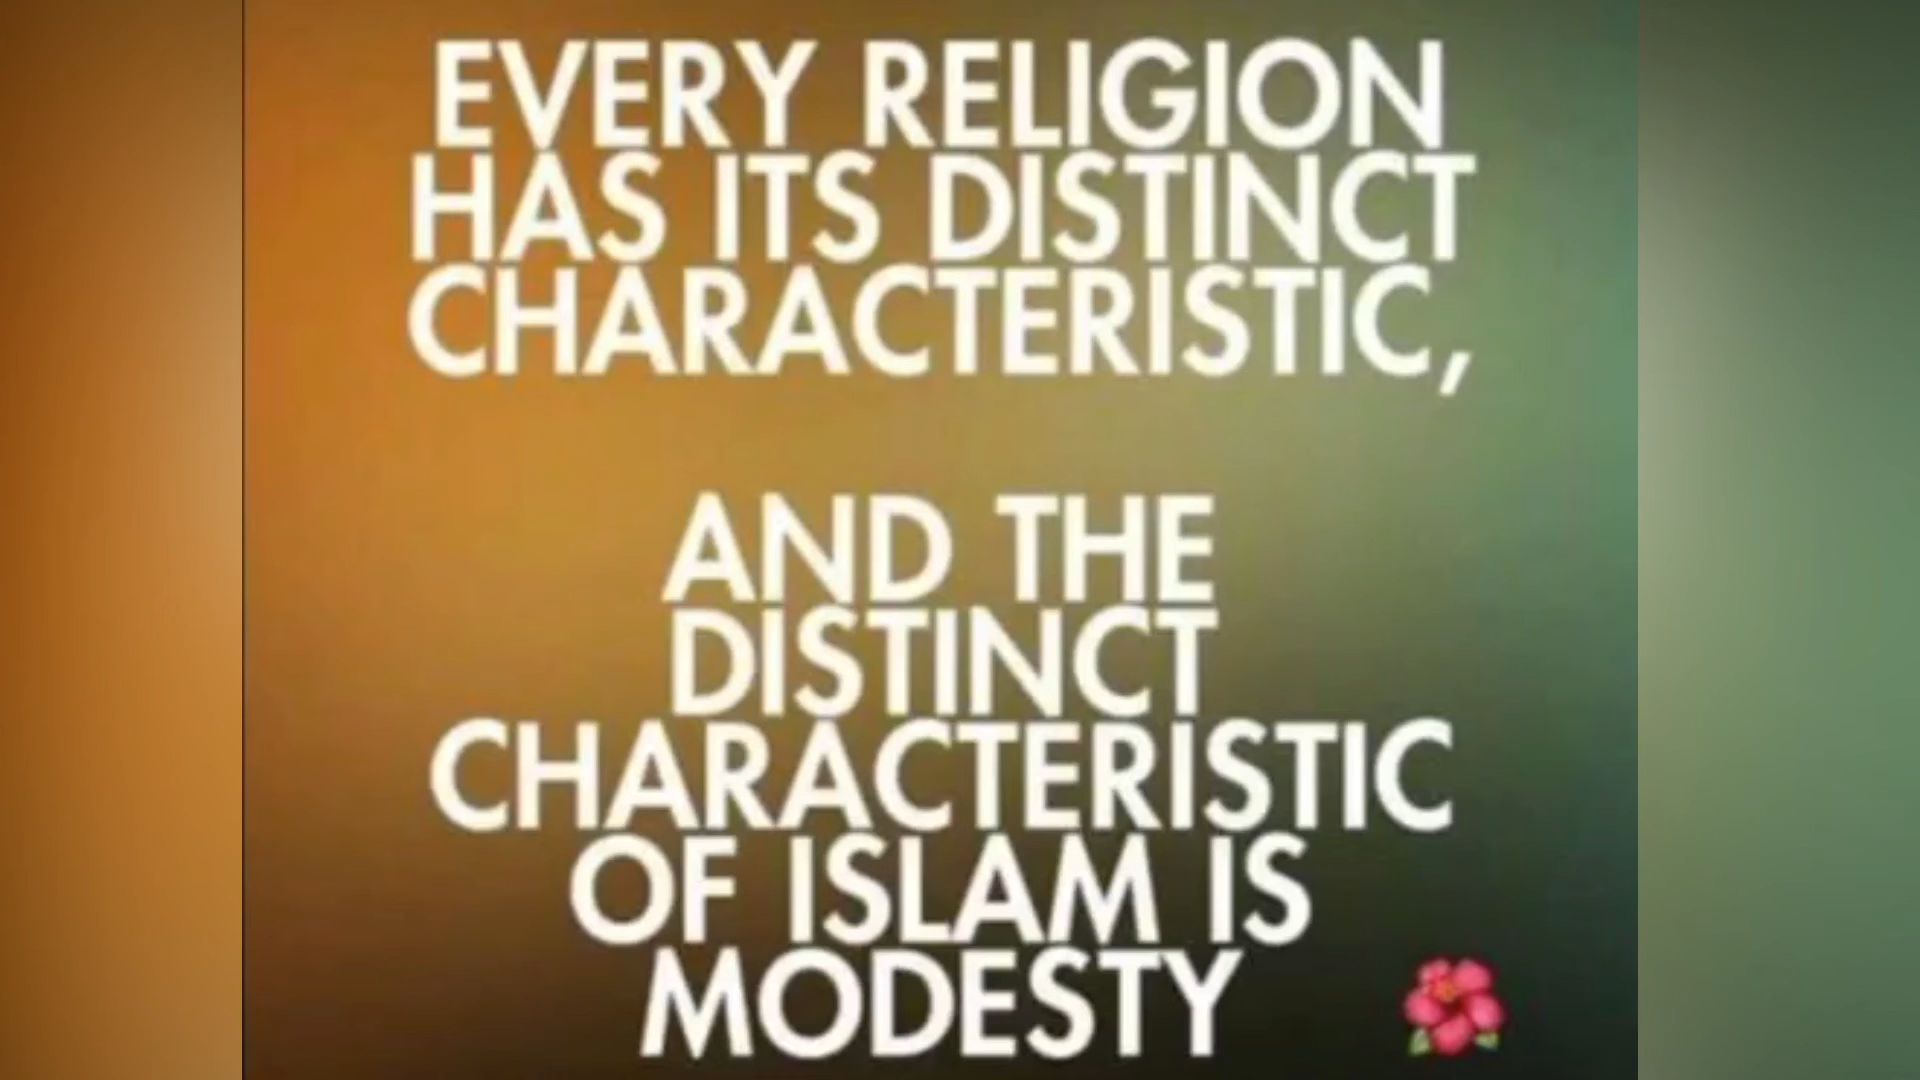 EVERY RELIGION
HAS ITS DISTINCT
CHARACTERISTIC,
AND THE
DISTINCT
CHARACTERISTIC
OF ISLAM IS
MODESTY